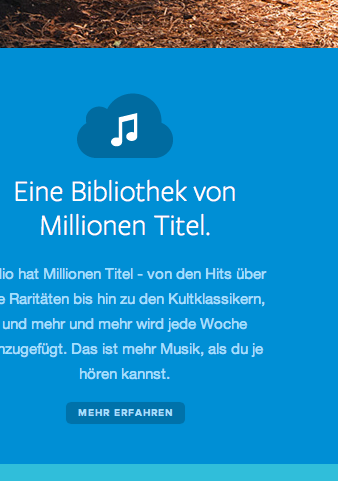 Eine Bibliothek von
Millionen Titel.
hat Millionen Titel - von den Hits über
Raritäten bis hin zu den Kultklassikern,
und mehr und mehr wird jede Woche
Das ist mehr Musik, als du je
hören kannst.
MEHR ERFAHREN